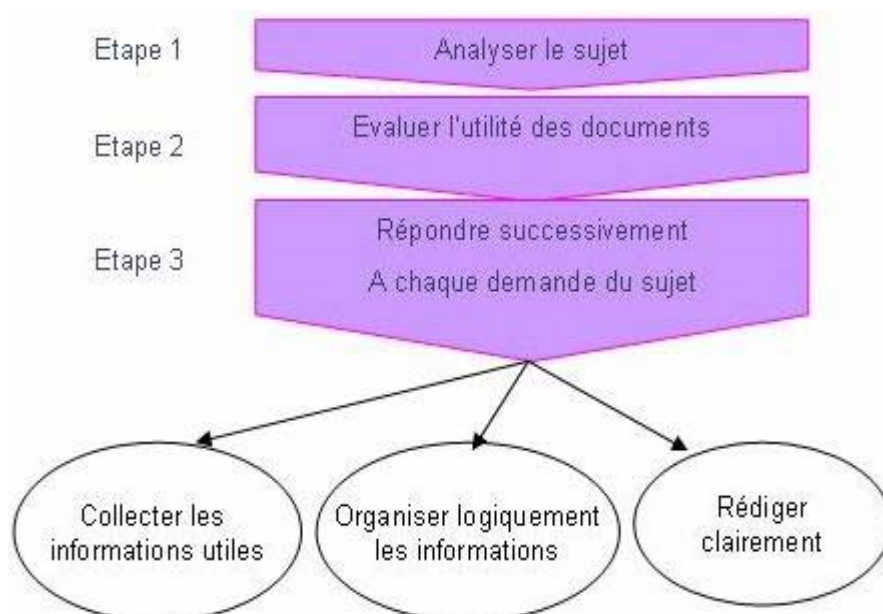 Etape 1
Analyser le sujet
Etape 2
Evaluer l'utilité des documents
Etape 3
Répondre successivement
A chaque demande du sujet
Collecter les
informations utiles
Organiser logiquement
les informations
Rédiger
clairement